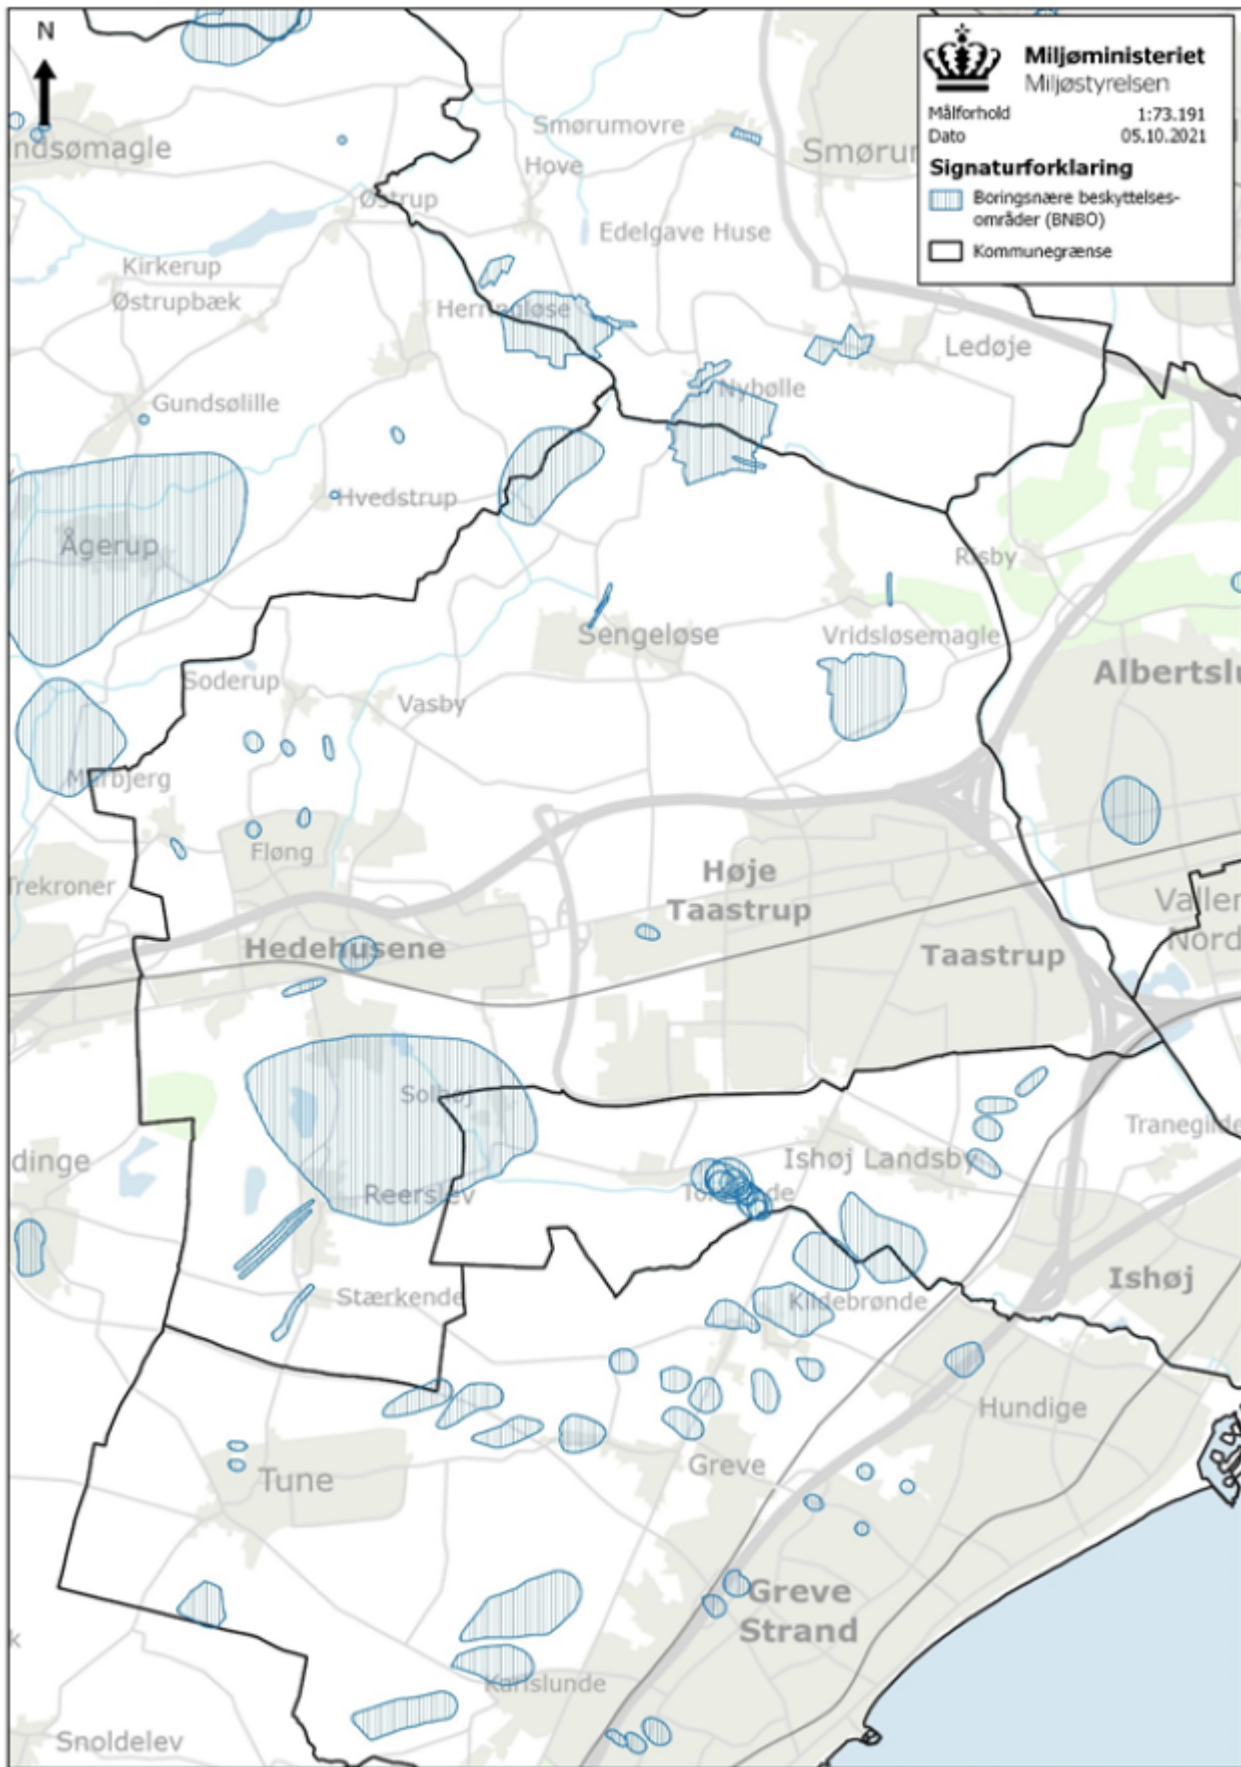 N
Miljøministeriet
Miljøstyrelsen
Målforhold 1:73.191
Dato 05.10.2021
Signaturforklaring
Boringsnære beskyttelses-
områder (BNBO)
Kommunegrænse
ndsømagle
Smørumovre
Smørur
Hove
Østrup
Edelgave Huse
Kirkerup
Østrupbæk
Herringløse
Ledøje
Nybølle
Gundsølille
Hvedstrup
Ågerup
Risby
Sengeløse
Vridsløsemagle
Albertslu
Soderup
Vasby
Marbjerg
Fløng
Trekroner
Høje
Taastrup
Vallen
Nord
Hedehusene
Taastrup
Solhøj
Tranegilde
dinge
Ishøj Landsby
Reerslev
Ishøj
Stærkende
Kildebrønde
Hundige
Greve
Tune
Greve
Strand
k
Karlslunde
Snoldelev